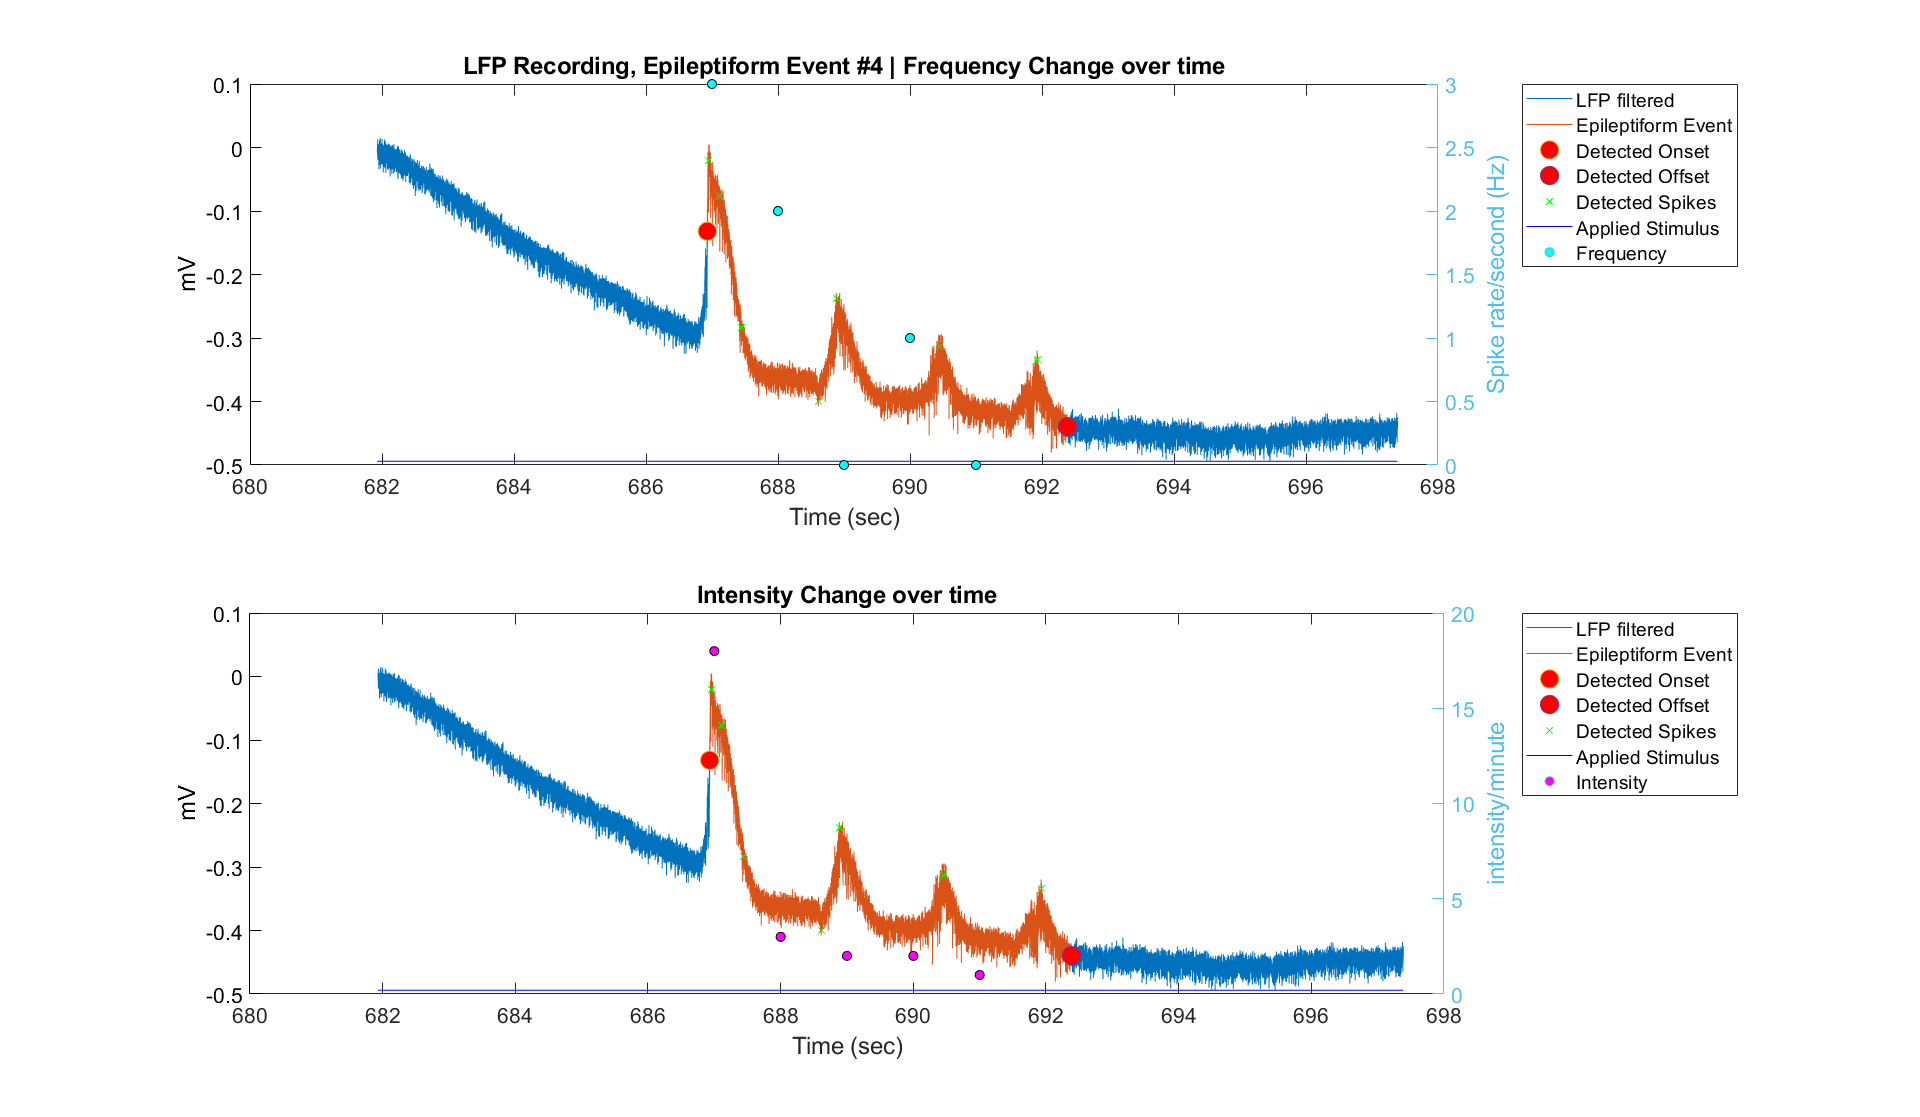 LFP Recording, Epileptiform Event #4 | Frequency Change over time
0.1
0
-0.1
-0.2
-0.3
-0.4
-0.5
mV
3
2.5
2
1.5
1
0.5
0
Spike rate/second (Hz)
680 682 684 686 688 690 692 694 696 698
Time (sec)
LFP filtered
Epileptiform Event
Detected Onset
Detected Offset
Detected Spikes
Applied Stimulus
Frequency
Intensity Change over time
0.1
0
-0.1
-0.2
-0.3
-0.4
-0.5
mV
20
15
10
5
0
intensity/minute
680 682 684 686 688 690 692 694 696 698
Time (sec)
LFP filtered
Epileptiform Event
Detected Onset
Detected Offset
Detected Spikes
Applied Stimulus
Intensity